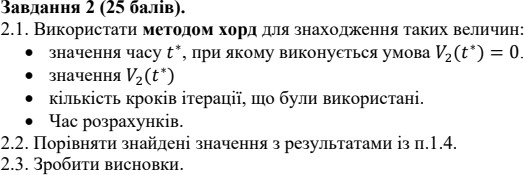 Завдання 2 (25 балів).
2.1. Використати методом хорд для знаходження таких величин:
• значення часу t*, при якому виконується умова V₂(t*) = 0.
• значення V₂(t*)
• кількість кроків ітерації, що були використані.
• Час розрахунків.
2.2. Порівняти знайдені значення з результатами із п.1.4.
2.3. Зробити висновки.